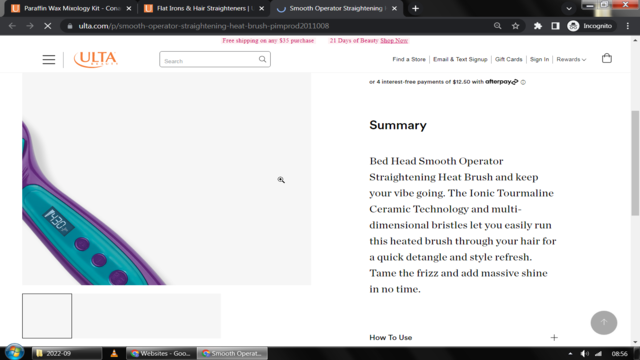 Paraffin Wax Mixology Kit - Cona
Flat Irons & Hair Straighteners | U
Smooth Operator Straightening H
ulta.com/p/smooth-operator-straightening-heat-brush-pimprod2011008
Incognito
Free shipping on any $35 purchase
21 Days of Beauty Shop Now
ULTA
BEAUTY
Search
Find a Store
Email & Text Signup
Gift Cards
Sign In
Rewards
or 4 interest-free payments of $12.50 with afterpay
Summary
Bed Head Smooth Operator
Straightening Heat Brush and keep
your vibe going. The Ionic Tourmaline
Ceramic Technology and multi-
dimensional bristles let you easily run
this heated brush through your hair for
a quick detangle and style refresh.
Tame the frizz and add massive shine
in no time.
430
How To Use
2022-09
Websites - Goo...
Smooth Operat...
08:56